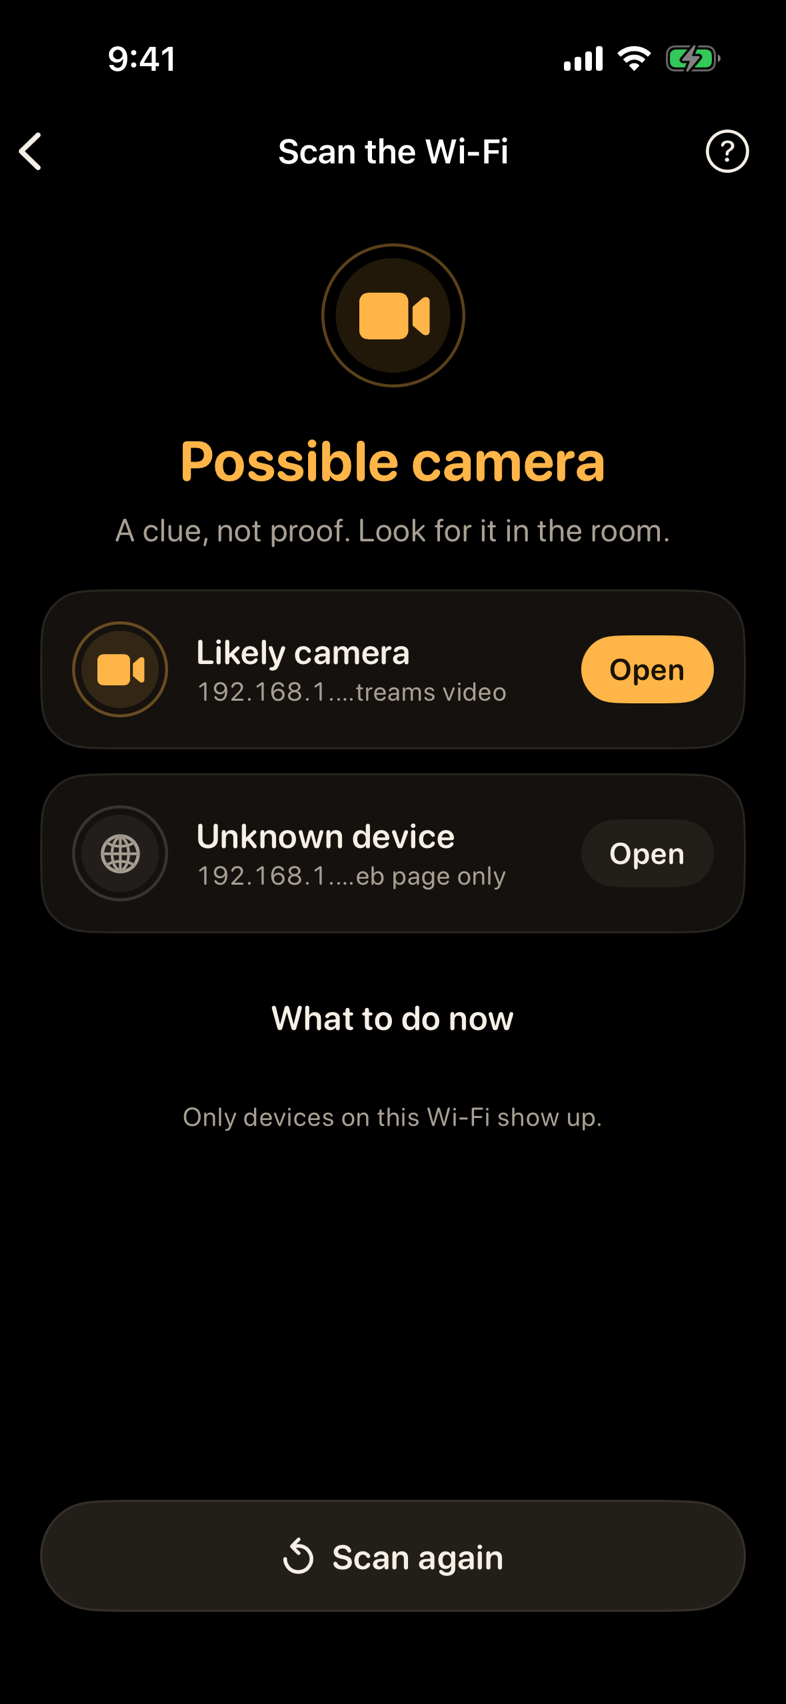 9:41
Scan the Wi-Fi
?
Possible camera
A clue, not proof. Look for it in the room.
Likely camera
192.168.1....treams video
Open
Unknown device
192.168.1....eb page only
Open
What to do now
Only devices on this Wi-Fi show up.
Scan again